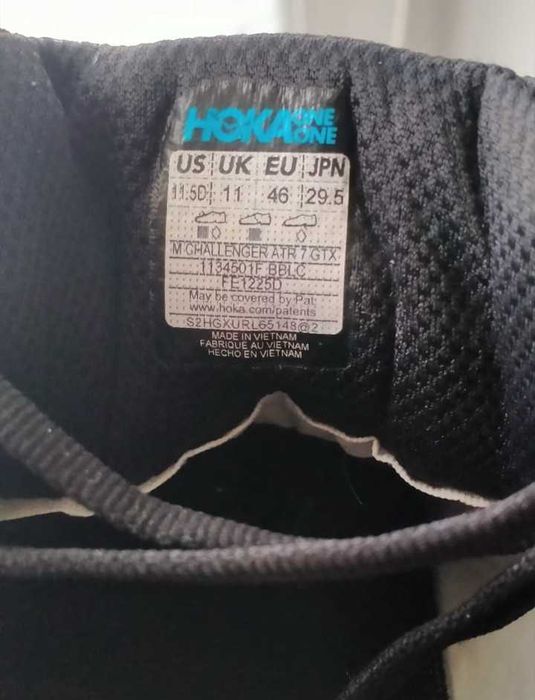 HOKA ONE ONE
US UK EU JPN
11.5D 11 46 29.5
M CHALLENGER ATR 7 GTX
1134501F BBLC
FE1225D
May be covered by Pat:
www.hoka.com/patents
S2HGXURL65148@2
MADE IN VIETNAM
FABRIQUE AU VIETNAM
HECHO EN VIETNAM